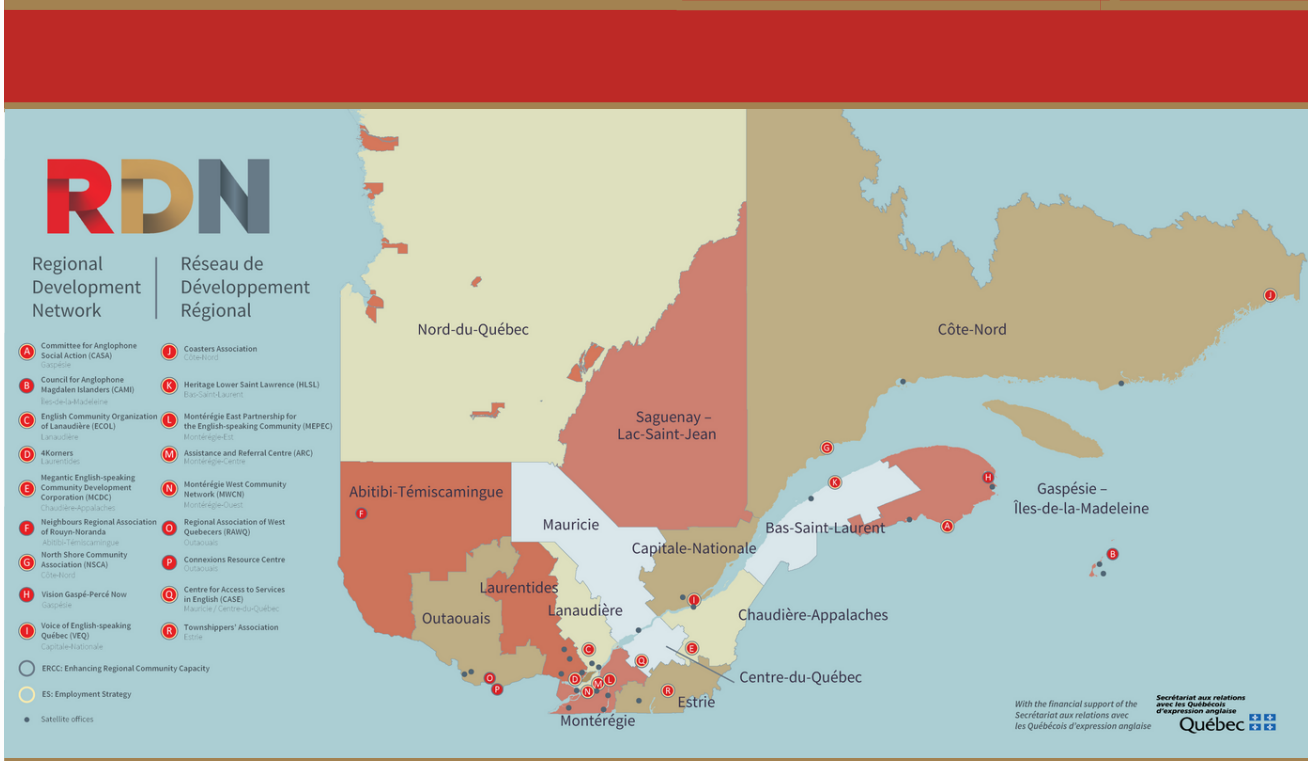 RDN
Regional
Development
Network
Réseau de
Développement
Régional
A
Committee for Anglophone
Social Action (CASA)
Gaspésie
B
Council for Anglophone
Magdalen Islanders (CAMI)
Îles-de-la-Madeleine
C
English Community Organization
of Lanaudière (ECOL)
Lanaudière
D
4Korners
Laurentides
E
Megantic English-speaking
Community Development
Corporation (MCDC)
Chaudière-Appalaches
F
Neighbours Regional Association
of Rouyn-Noranda
Abitibi-Témiscamingue
G
North Shore Community
Association (NSCA)
Côte-Nord
H
Vision Gaspé-Percé Now
Gaspésie
I
Voice of English-speaking
Québec (VEQ)
Capitale-Nationale
J
Coasters Association
Côte-Nord
K
Heritage Lower Saint Lawrence (HLSL)
Bas-Saint-Laurent
L
Montérégie East Partnership for
the English-speaking Community (MEPEC)
Montérégie-Est
M
Assistance and Referral Centre (ARC)
Montérégie-Centre
N
Montérégie West Community
Network (MWCN)
Montérégie-Ouest
O
Regional Association of West
Quebecers (RAWQ)
Outaouais
P
Connexions Resource Centre
Outaouais
Q
Centre for Access to Services
in English (CASE)
Mauricie / Centre-du-Québec
R
Townshippers' Association
Estrie
ERCC: Enhancing Regional Community Capacity
ES: Employment Strategy
Satellite offices
Nord-du-Québec
Côte-Nord
J
Saguenay –
Lac-Saint-Jean
G
K
H
Abitibi-Témiscamingue
F
Gaspésie –
Îles-de-la-Madeleine
Mauricie
Bas-Saint-Laurent
A
Capitale-Nationale
B
Laurentides
I
Lanaudière
Outaouais
Chaudière-Appalaches
C
E
Q
Centre-du-Québec
O
P
D
M
L
N
R
Estrie
Montérégie
With the financial support of the
Secrétariat aux relations avec
les Québécois d'expression anglaise
Secrétariat aux relations
avec les Québécois
d'expression anglaise
Québec